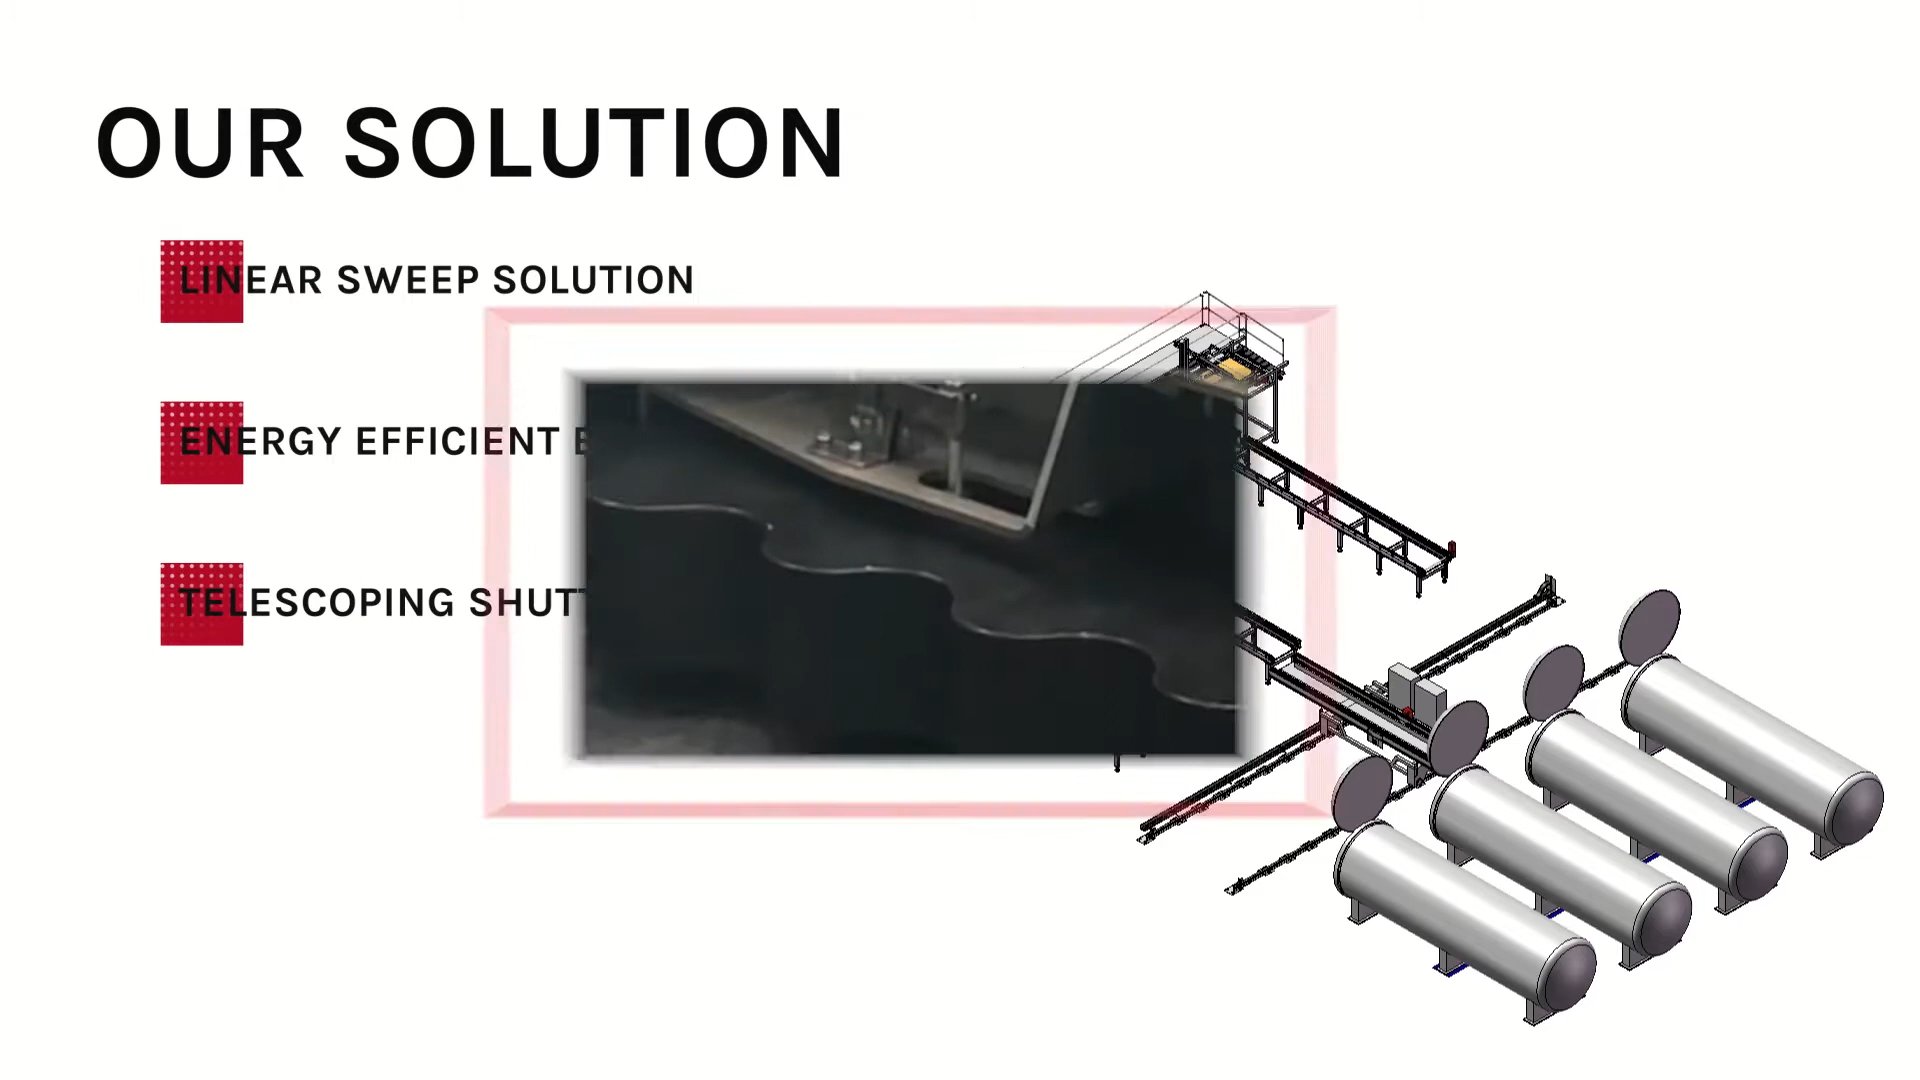 OUR SOLUTION
LINEAR SWEEP SOLUTION
ENERGY EFFICIENT
TELESCOPING